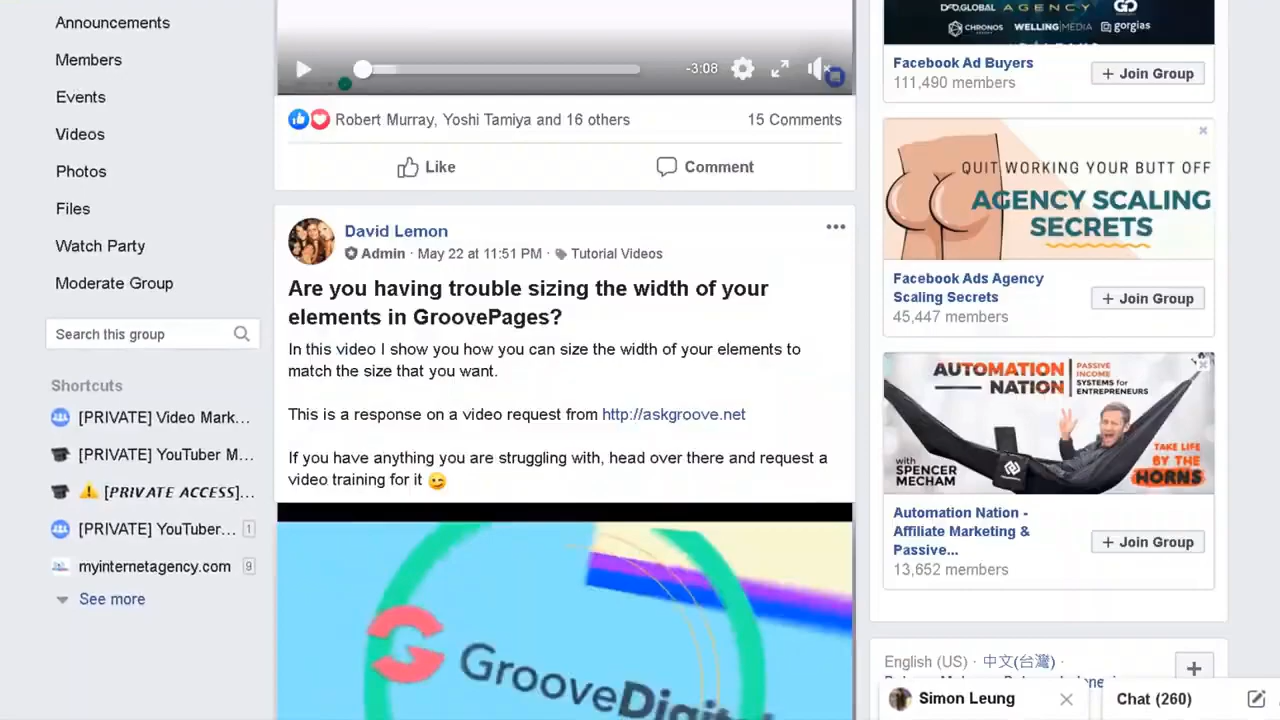 Announcements
Members
Events
Videos
Photos
Files
Watch Party
Moderate Group
Search this group
Shortcuts
[PRIVATE] Video Mark...
[PRIVATE] YouTuber M...
[PRIVATE ACCESS]...
[PRIVATE] YouTuber... 1
myinternetagency.com 9
See more
-3:08
Robert Murray, Yoshi Tamiya and 16 others
15 Comments
Like
Comment
David Lemon
Admin · May 22 at 11:51 PM · Tutorial Videos
Are you having trouble sizing the width of your
elements in GroovePages?
In this video I show you how you can size the width of your elements to
match the size that you want.
This is a response on a video request from http://askgroove.net
If you have anything you are struggling with, head over there and request a
video training for it
GrooveDigital
AGENCY
CHRONOS
WELLING MEDIA
gorgias
Facebook Ad Buyers
111,490 members
+ Join Group
QUIT WORKING YOUR BUTT OFF
AGENCY SCALING
SECRETS
Facebook Ads Agency
Scaling Secrets
45,447 members
+ Join Group
AUTOMATION
NATION
PASSIVE
INCOME
SYSTEMS for
ENTREPRENEURS
with
SPENCER
MECHAM
TAKE LIFE
BY THE
HORNS
Automation Nation -
Affiliate Marketing &
Passive...
13,652 members
+ Join Group
English (US) · 中文(台灣) ·
Simon Leung
Chat (260)